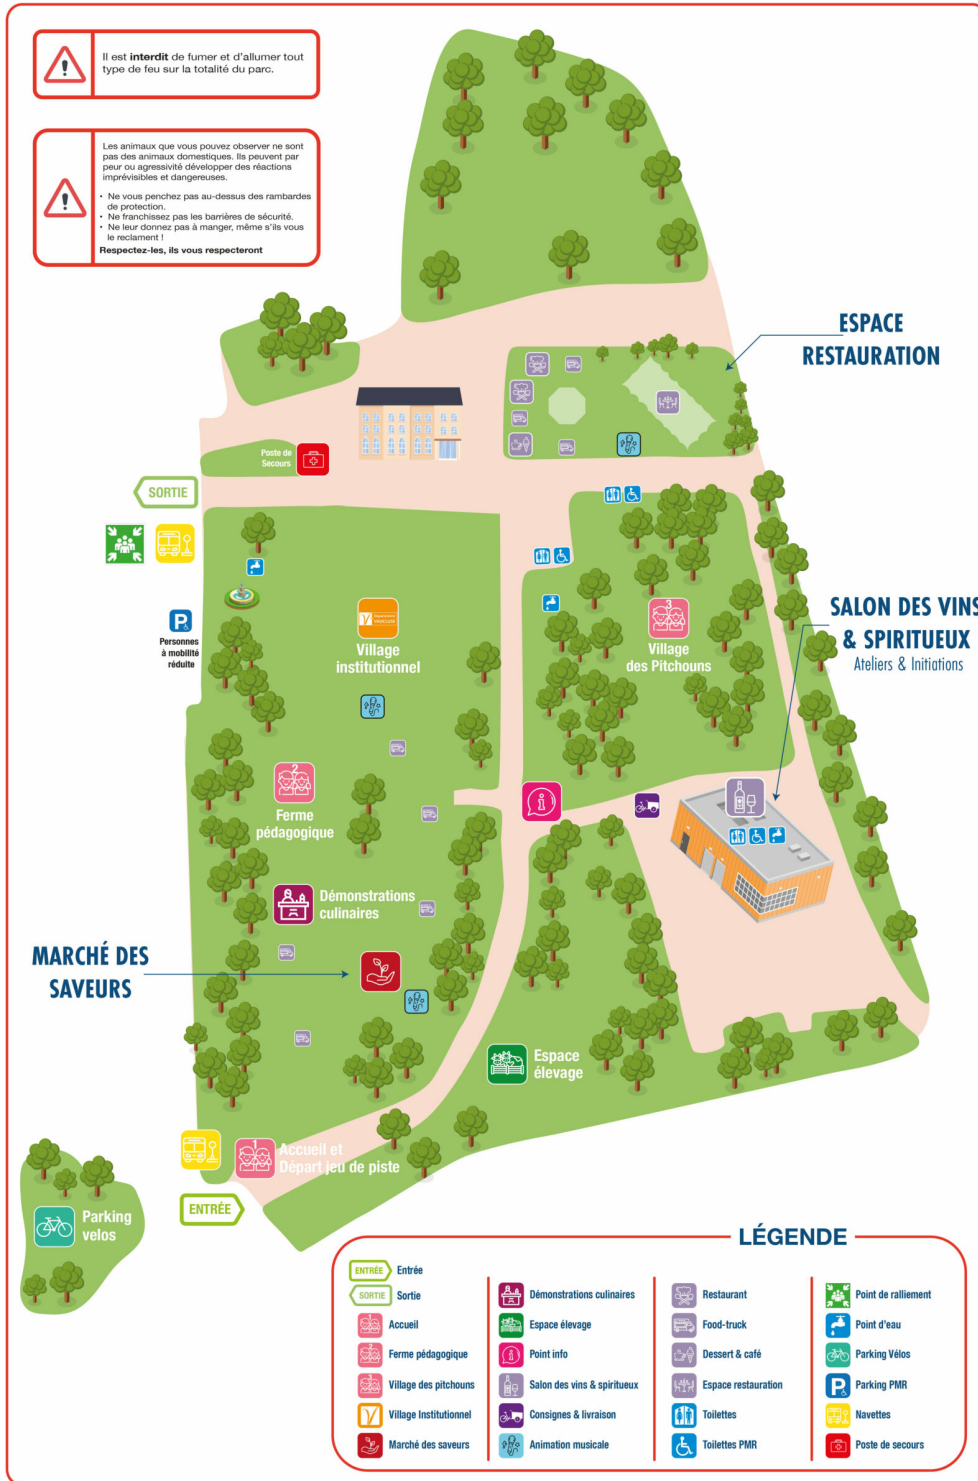 Il est interdit de fumer et d'allumer tout
type de feu sur la totalité du parc.
Les animaux que vous pouvez observer ne sont
pas des animaux domestiques. Ils peuvent par
peur ou agressivité développer des réactions
imprévisibles et dangereuses.
• Ne vous penchez pas au-dessus des rambardes
de protection.
• Ne franchissez pas les barrières de sécurité.
• Ne leur donnez pas à manger, même s'ils vous
le reclament !
Respectez-les, ils vous respecteront
ESPACE
RESTAURATION
Poste de
Secours
SORTIE
P
Personnes
à mobilité
réduite
Village
institutionnel
3
Village
des Pitchouns
SALON DES VINS
& SPIRITUEUX
Ateliers & Initiations
2
Ferme
pédagogique
Démonstrations
culinaires
MARCHÉ DES
SAVEURS
Espace
élevage
1
Accueil et
Départ jeu de piste
ENTRÉE
Parking
velos
LÉGENDE
ENTRÉE Entrée
SORTIE Sortie
Accueil
Ferme pédagogique
Village des pitchouns
Village Institutionnel
Marché des saveurs
Démonstrations culinaires
Espace élevage
Point info
Salon des vins & spiritueux
Consignes & livraison
Animation musicale
Restaurant
Food-truck
Dessert & café
Espace restauration
Toilettes
Toilettes PMR
Point de ralliement
Point d'eau
Parking Vélos
P Parking PMR
Navettes
Poste de secours